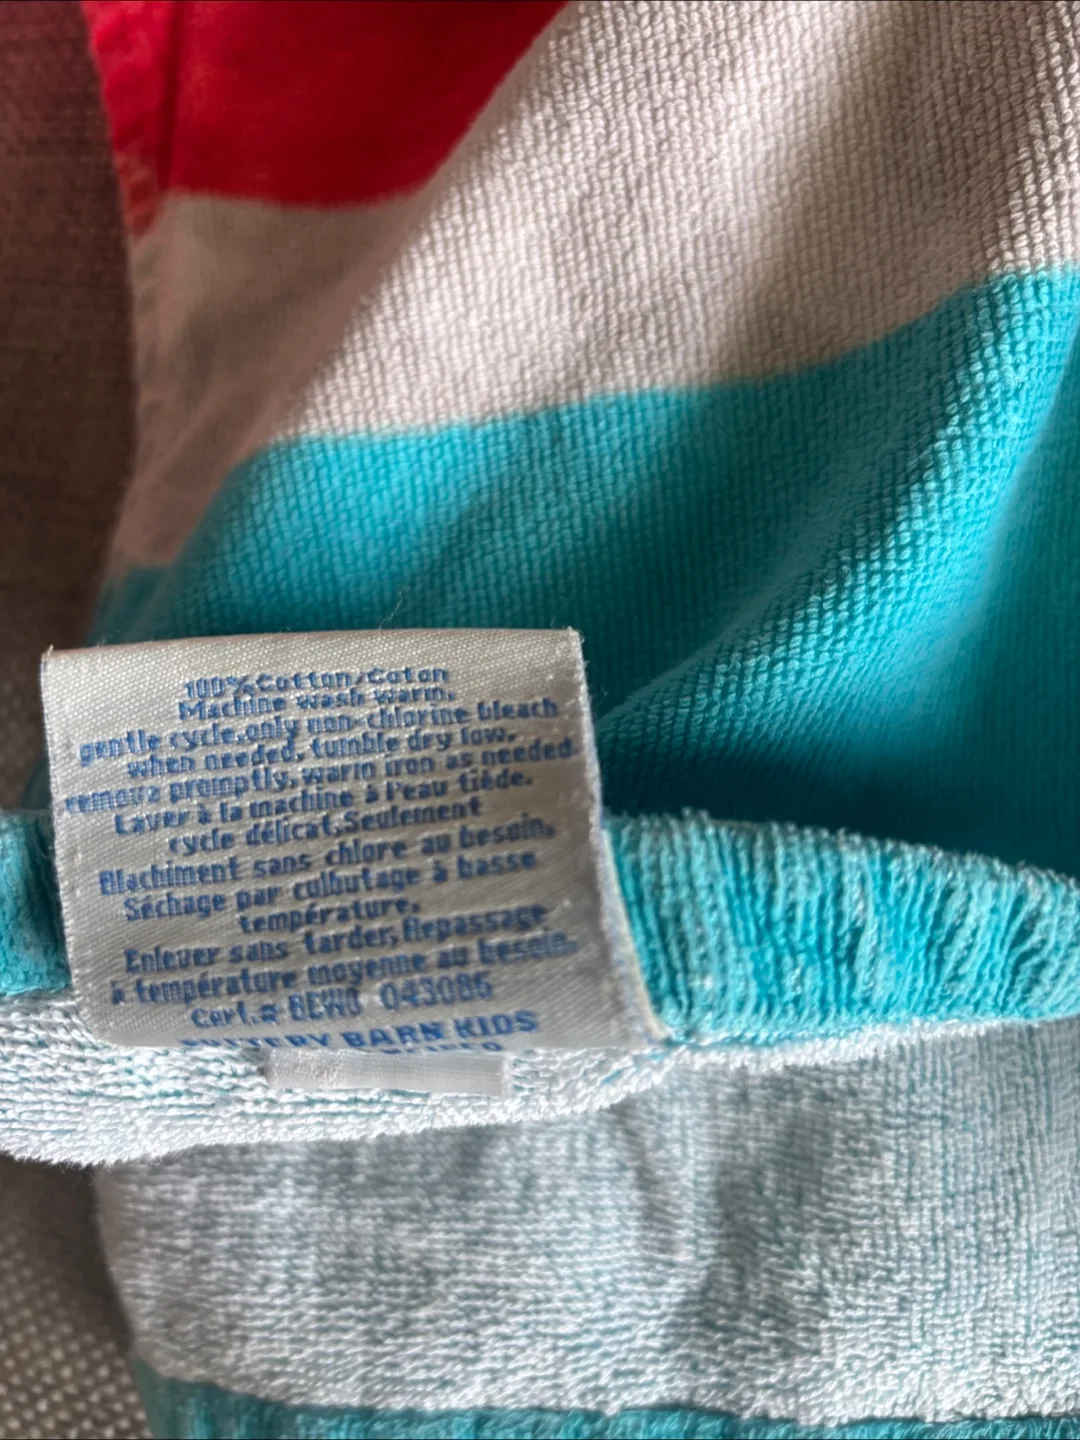 100% Cotton/Coton
Machine wash warm,
gentle cycle,only non-chlorine bleach
when needed, tumble dry low,
remove promptly, warm iron as needed
Laver à la machine à l'eau tiède.
cycle délicat,Seulement
Blachiment sans chlore au besoin,
Séchage par culbutage à basse
température,
Enlever sans tarder, Repassage
à température moyenne au besoin.
Cert.# BEWO 043086
POTTERY BARN KIDS